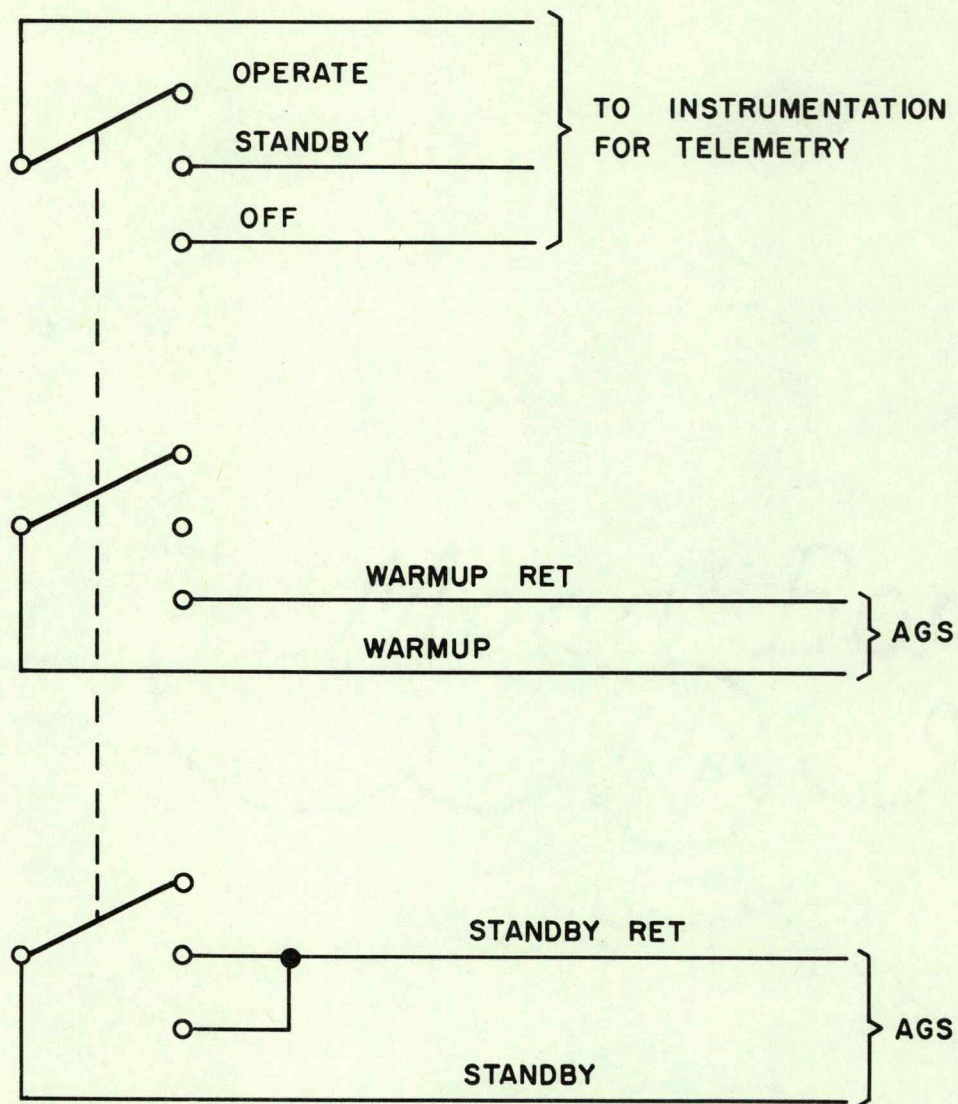 OPERATE
STANDBY
OFF
TO INSTRUMENTATION
FOR TELEMETRY
WARMUP RET
WARMUP
AGS
STANDBY RET
AGS
STANDBY